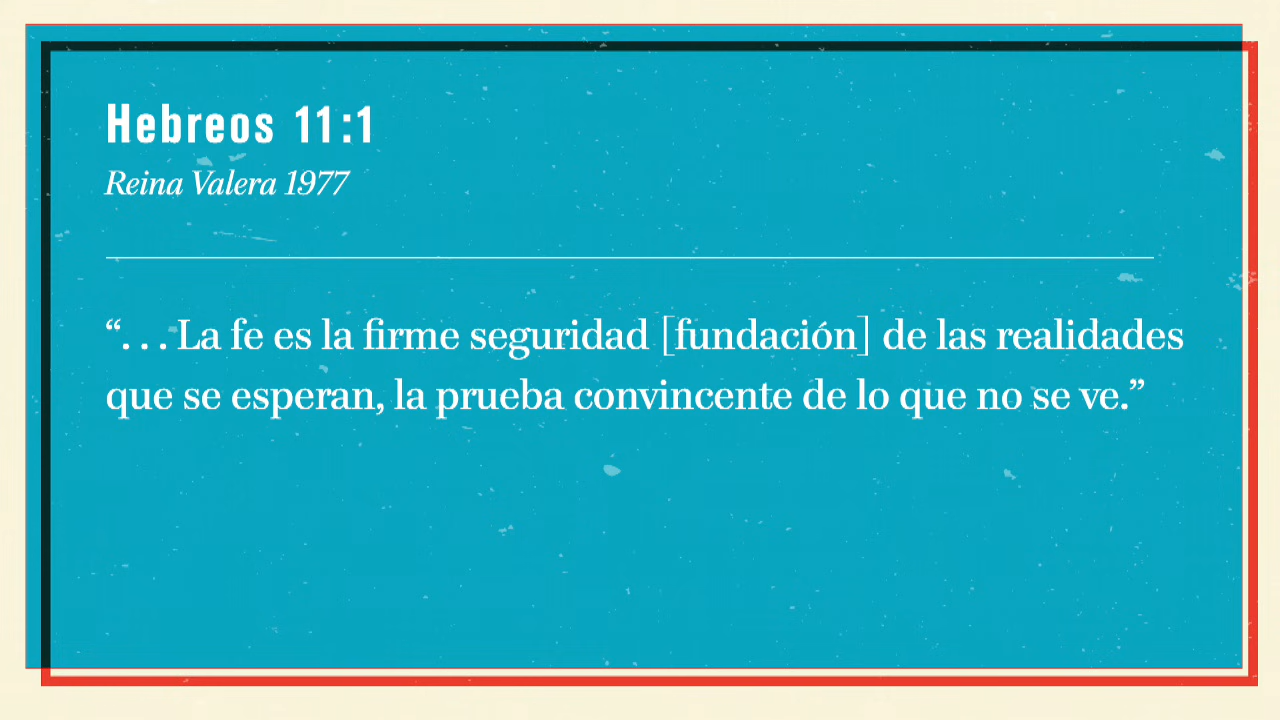 Hebreos 11:1
Reina Valera 1977
“. . . La fe es la firme seguridad [fundación] de las realidades
que se esperan, la prueba convincente de lo que no se ve.”